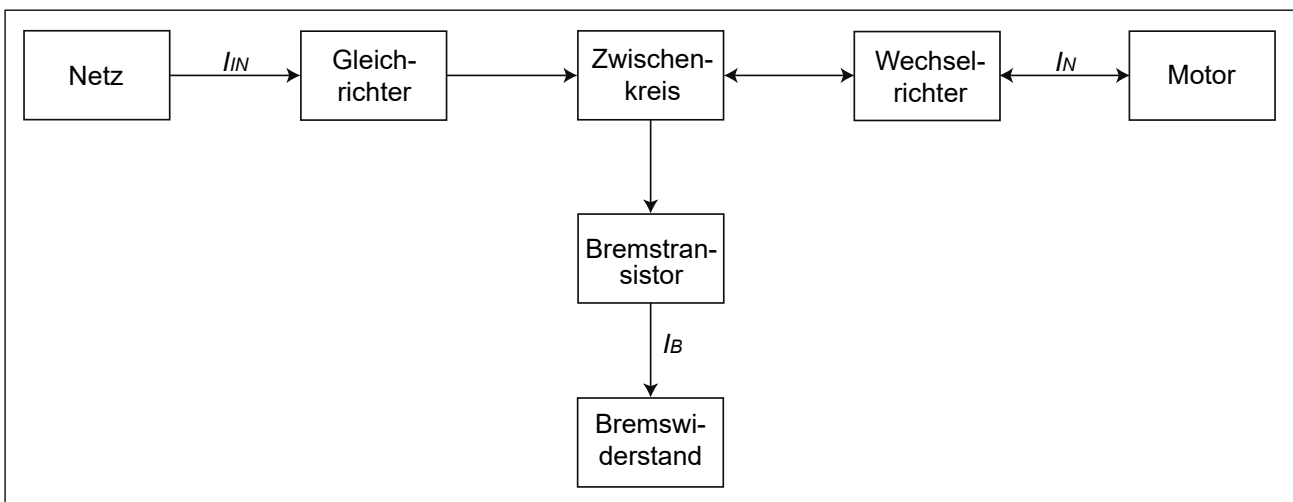 Netz
I_IN
Gleich-
richter
Zwischen-
kreis
Wechsel-
richter
I_N
Motor
Bremstran-
sistor
I_B
Bremswi-
derstand